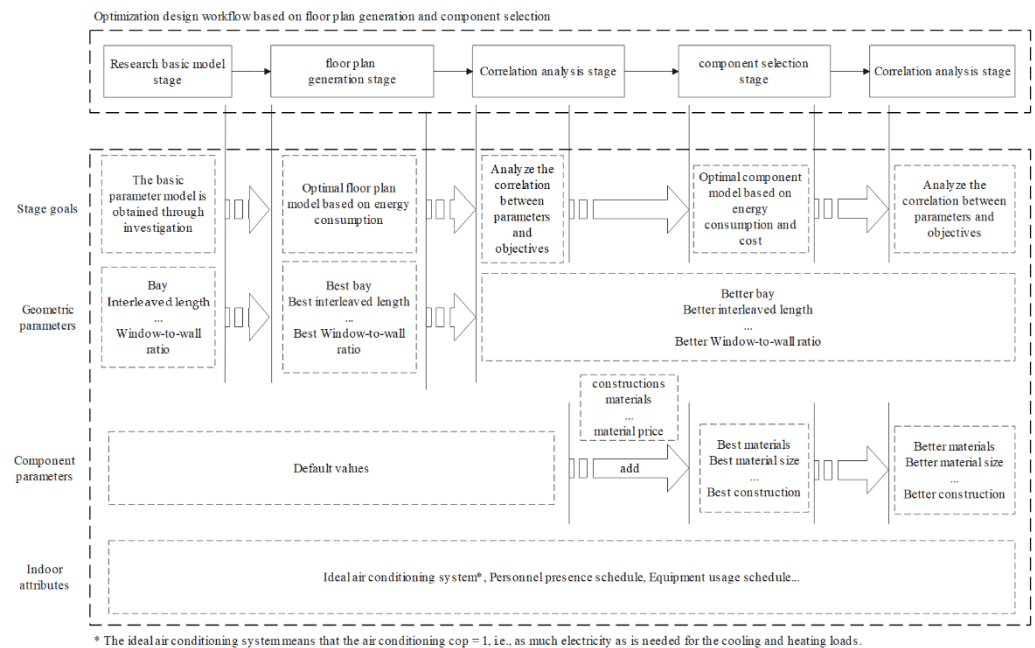 Optimization design workflow based on floor plan generation and component selection
Research basic model
stage
floor plan
generation stage
Correlation analysis stage
component selection
stage
Correlation analysis stage
Stage goals
The basic
parameter model is
obtained through
investigation
Optimal floor plan
model based on energy
consumption
Analyze the
correlation
between
parameters
and
objectives
Optimal component
model based on
energy
consumption and
cost
Analyze the
correlation between
parameters and
objectives
Geometric
parameters
Bay
Interleaved length
...
Window-to-wall
ratio
Best bay
Best interleaved length
...
Best Window-to-wall
ratio
Better bay
Better interleaved length
...
Better Window-to-wall ratio
Component
parameters
Default values
constructions
materials
...
material price
add
Best materials
Best material size
...
Best construction
Better materials
Better material size
...
Better construction
Indoor
attributes
Ideal air conditioning system*, Personnel presence schedule, Equipment usage schedule...
* The ideal air conditioning system means that the air conditioning cop = 1, i.e., as much electricity as is needed for the cooling and heating loads.